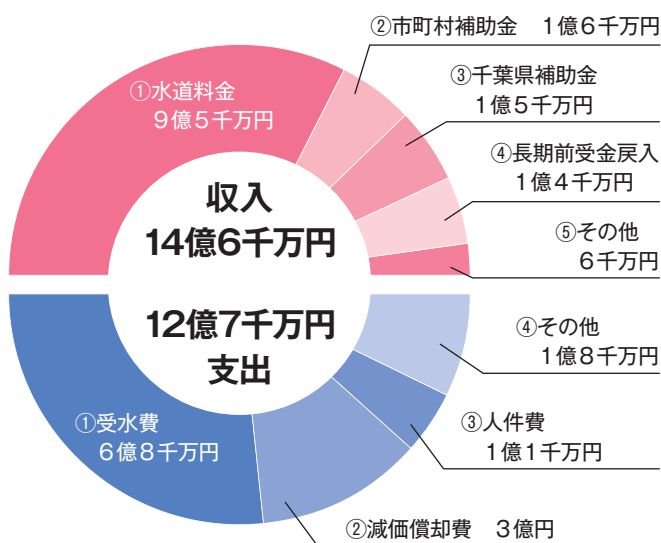 ②市町村補助金 1億6千万円
①水道料金
9億5千万円
③千葉県補助金
1億5千万円
④長期前受金戻入
1億4千万円
収入
14億6千万円
⑤その他
6千万円
12億7千万円
支出
④その他
1億8千万円
①受水費
6億8千万円
③人件費
1億1千万円
②減価償却費 3億円